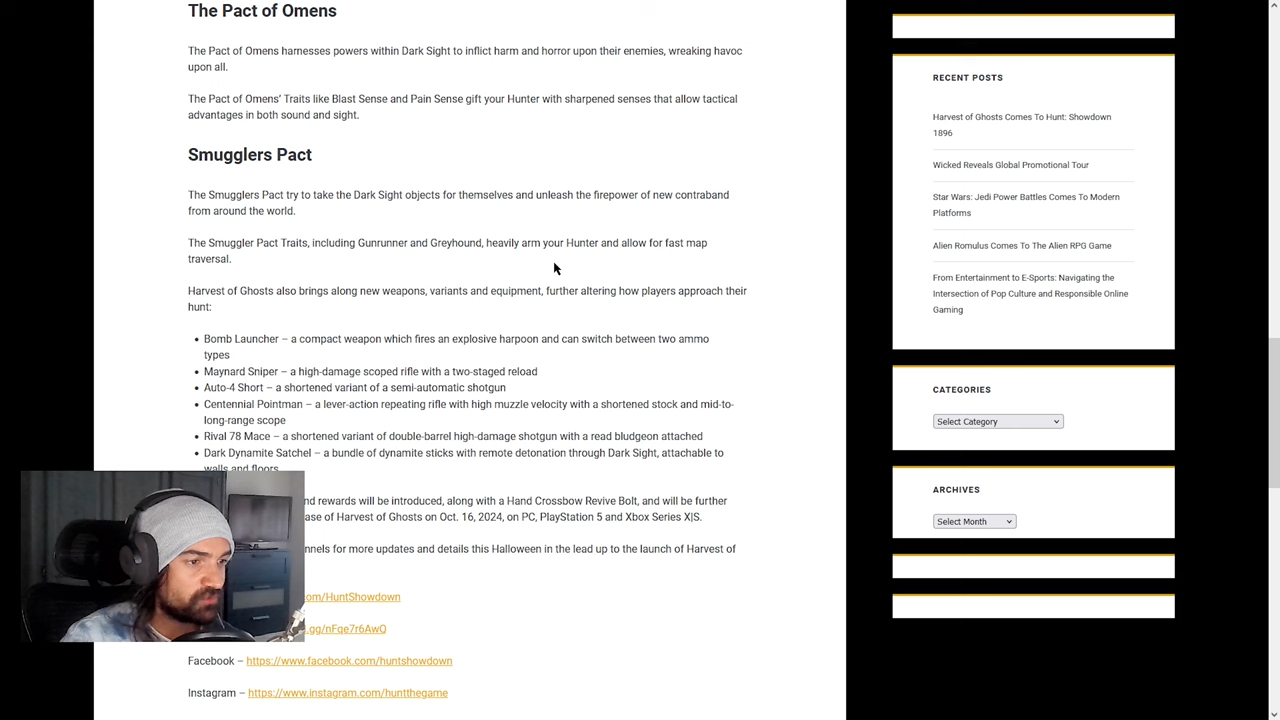 The Pact of Omens
The Pact of Omens harnesses powers within Dark Sight to inflict harm and horror upon their enemies, wreaking havoc
upon all.
The Pact of Omens' Traits like Blast Sense and Pain Sense gift your Hunter with sharpened senses that allow tactical
advantages in both sound and sight.
Smugglers Pact
The Smugglers Pact try to take the Dark Sight objects for themselves and unleash the firepower of new contraband
from around the world.
The Smuggler Pact Traits, including Gunrunner and Greyhound, heavily arm your Hunter and allow for fast map
traversal.
Harvest of Ghosts also brings along new weapons, variants and equipment, further altering how players approach their
hunt:
• Bomb Launcher – a compact weapon which fires an explosive harpoon and can switch between two ammo
types
• Maynard Sniper – a high-damage scoped rifle with a two-staged reload
• Auto-4 Short – a shortened variant of a semi-automatic shotgun
• Centennial Pointman – a lever-action repeating rifle with high muzzle velocity with a shortened stock and mid-to-
long-range scope
• Rival 78 Mace – a shortened variant of double-barrel high-damage shotgun with a read bludgeon attached
• Dark Dynamite Satchel – a bundle of dynamite sticks with remote detonation through Dark Sight, attachable to
walls and floors
nd rewards will be introduced, along with a Hand Crossbow Revive Bolt, and will be further
ase of Harvest of Ghosts on Oct. 16, 2024, on PC, PlayStation 5 and Xbox Series X|S.
nnels for more updates and details this Halloween in the lead up to the launch of Harvest of
om/HuntShowdown
.gg/nFqe7r6AwQ
Facebook – https://www.facebook.com/huntshowdown
Instagram – https://www.instagram.com/huntthegame
RECENT POSTS
Harvest of Ghosts Comes To Hunt: Showdown
1896
Wicked Reveals Global Promotional Tour
Star Wars: Jedi Power Battles Comes To Modern
Platforms
Alien Romulus Comes To The Alien RPG Game
From Entertainment to E-Sports: Navigating the
Intersection of Pop Culture and Responsible Online
Gaming
CATEGORIES
Select Category
ARCHIVES
Select Month